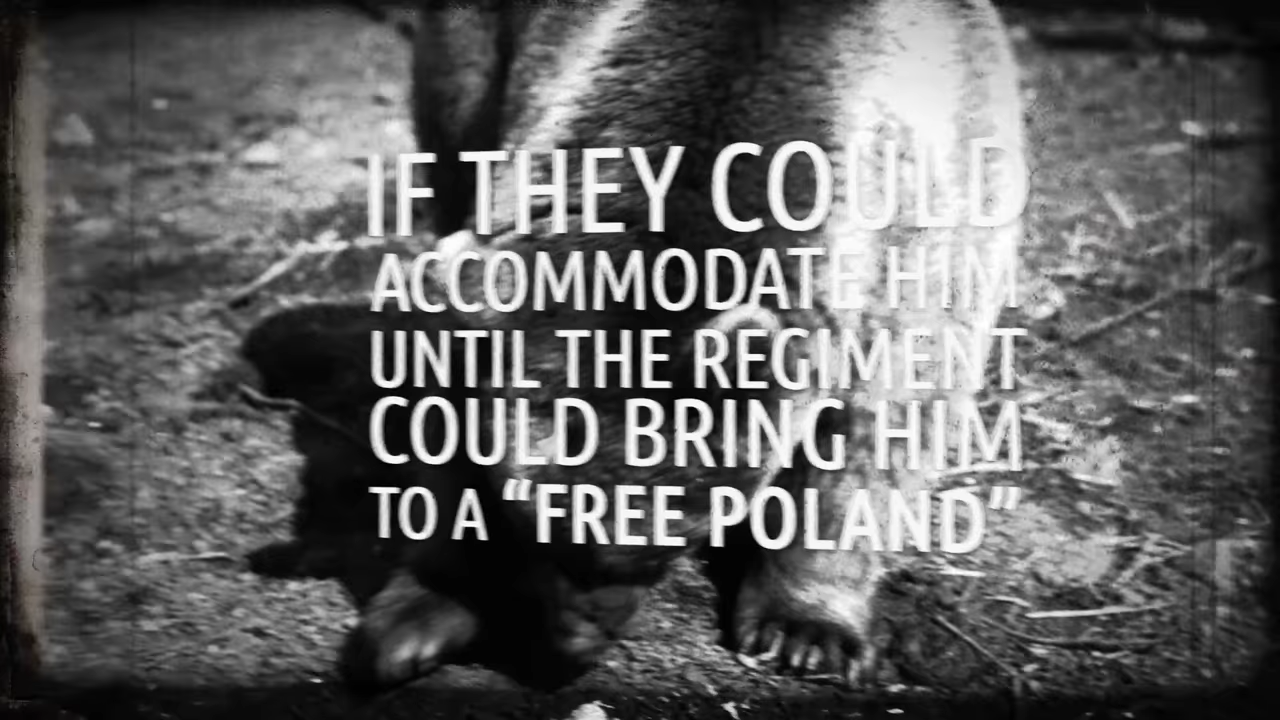 IF THEY COULD
ACCOMMODATE HIM
UNTIL THE REGIMENT
COULD BRING HIM
TO A “FREE POLAND”